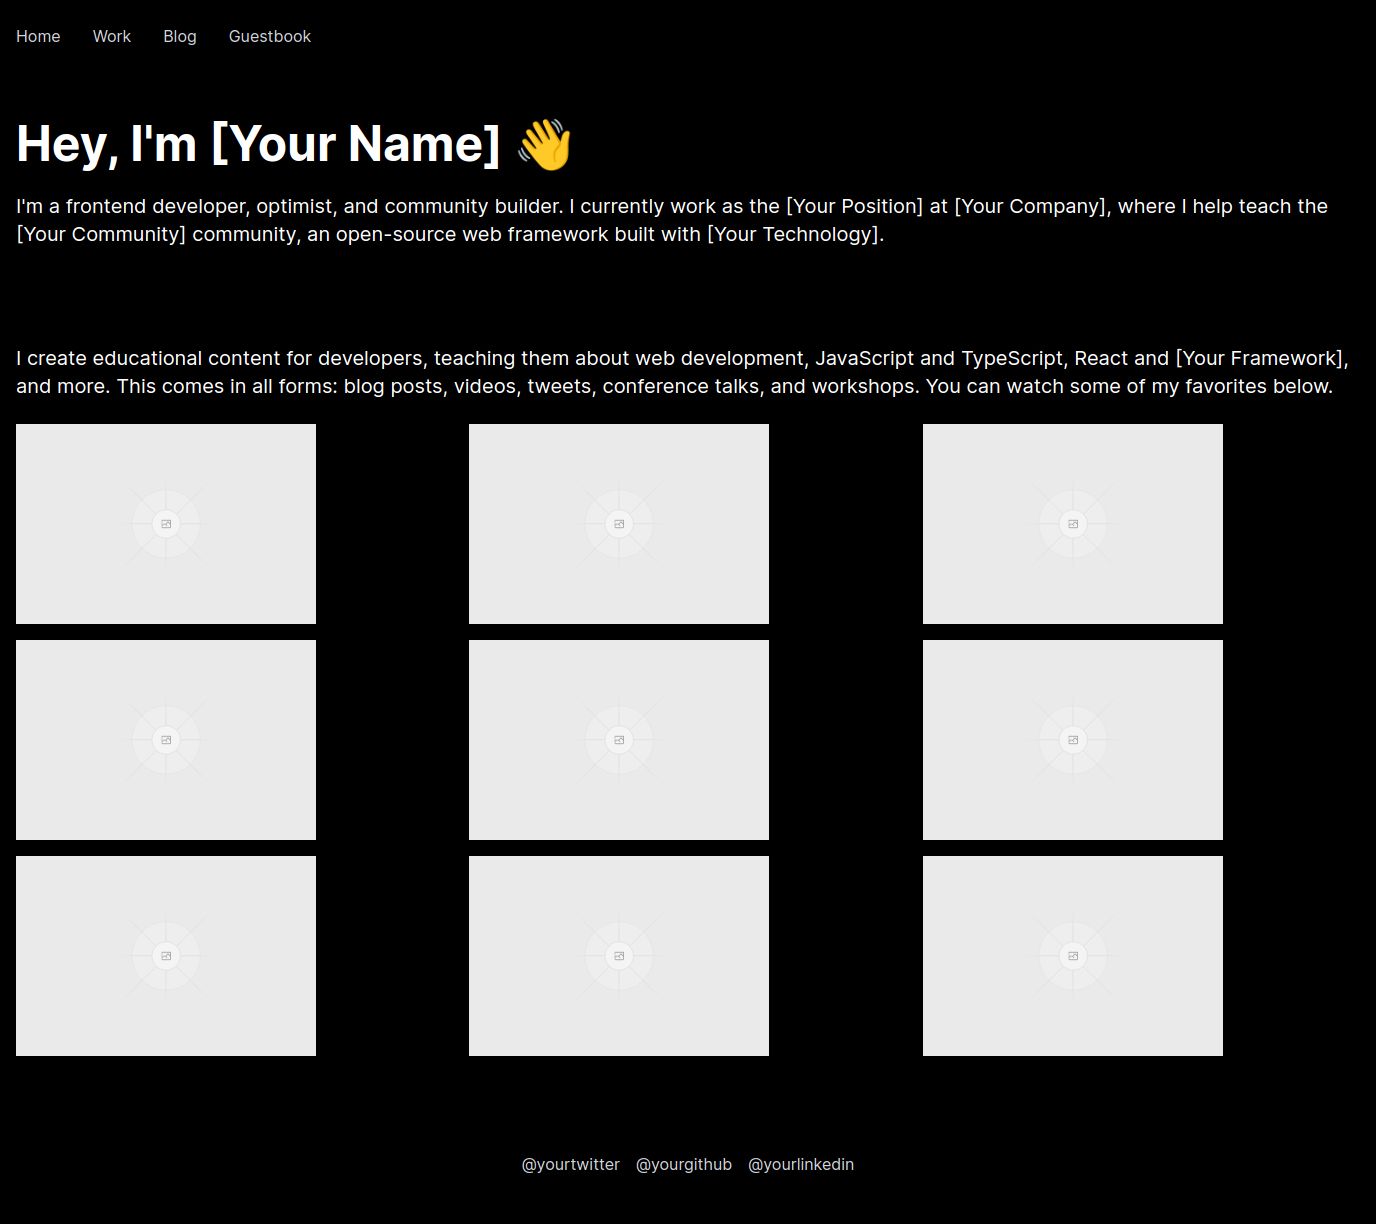 Home Work Blog Guestbook
Hey, I'm [Your Name] 👋
I'm a frontend developer, optimist, and community builder. I currently work as the [Your Position] at [Your Company], where I help teach the
[Your Community] community, an open-source web framework built with [Your Technology].
I create educational content for developers, teaching them about web development, JavaScript and TypeScript, React and [Your Framework],
and more. This comes in all forms: blog posts, videos, tweets, conference talks, and workshops. You can watch some of my favorites below.
@yourtwitter @yourgithub @yourlinkedin